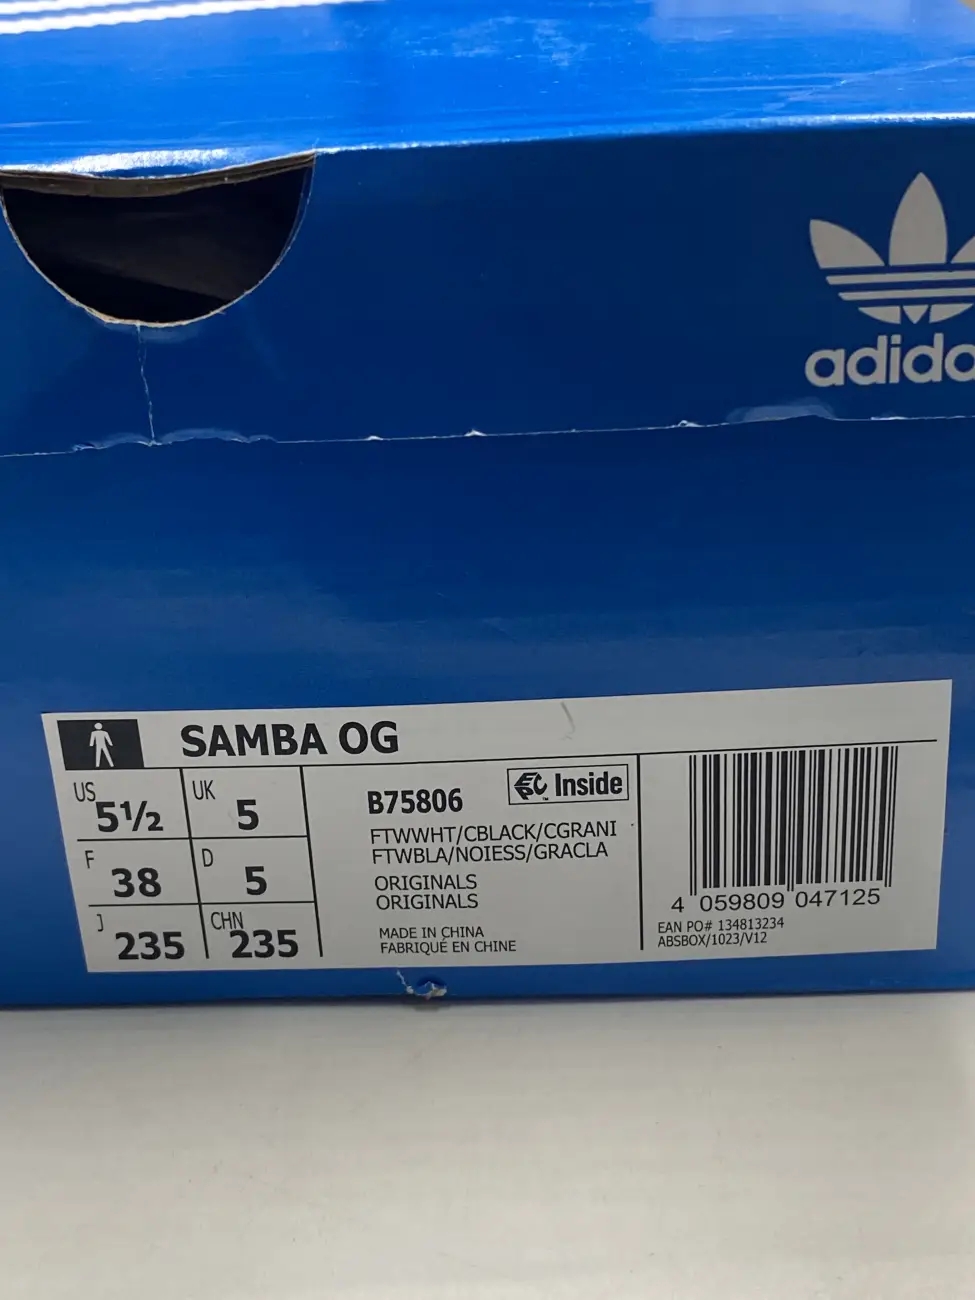 adida
SAMBA OG
US 5½ UK 5
F 38 D 5
J 235 CHN 235
B75806
Inside
FTWWHT/CBLACK/CGRANI
FTWBLA/NOIESS/GRACLA
ORIGINALS
ORIGINALS
MADE IN CHINA
FABRIQUÉ EN CHINE
4 059809 047125
EAN PO# 134813234
ABSBOX/1023/V12